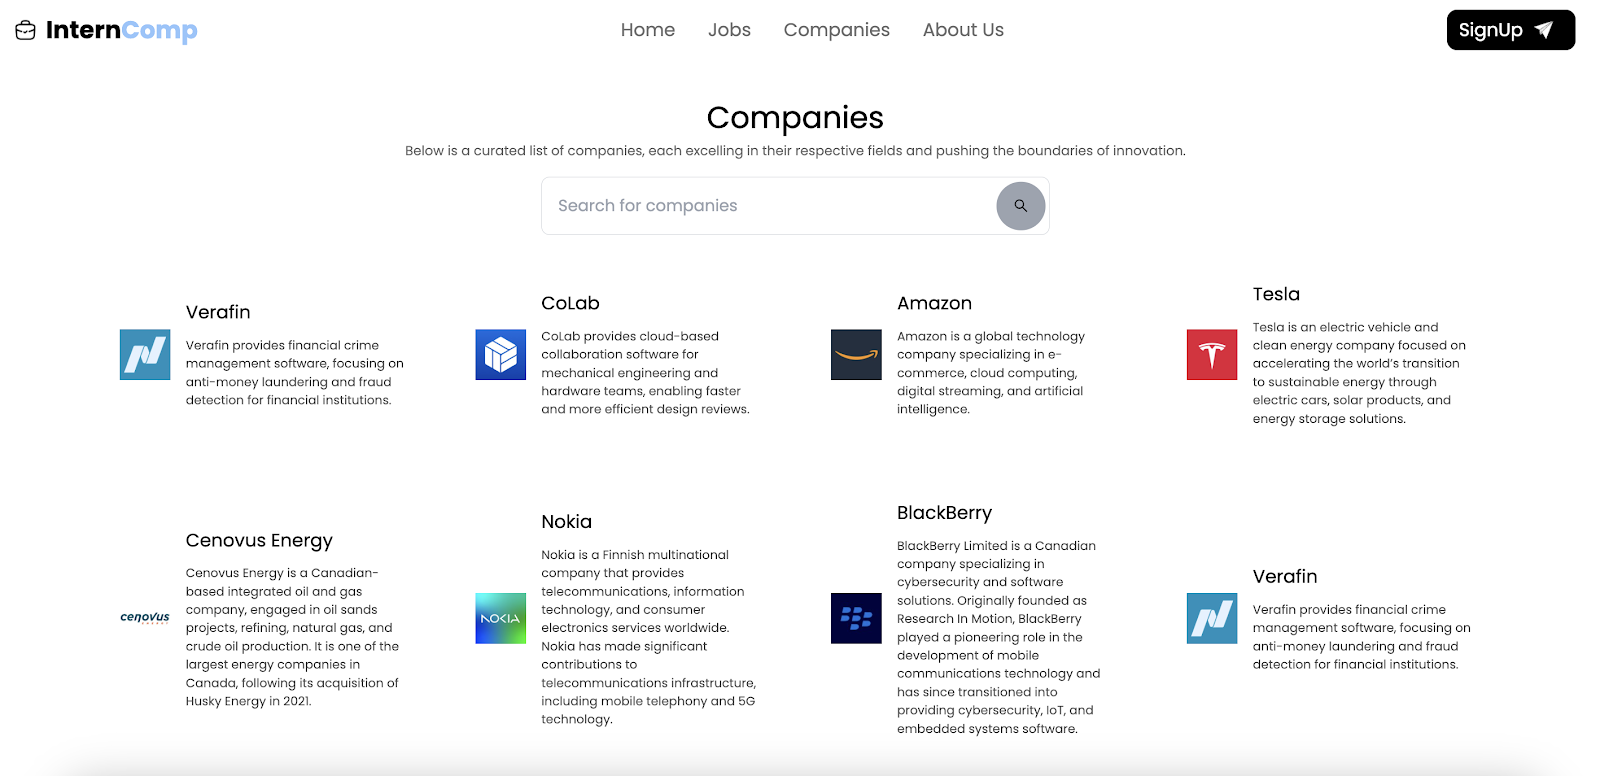 InternComp
Home
Jobs
Companies
About Us
SignUp
Companies
Below is a curated list of companies, each excelling in their respective fields and pushing the boundaries of innovation.
Search for companies
Verafin
Verafin provides financial crime
management software, focusing on
anti-money laundering and fraud
detection for financial institutions.
CoLab
CoLab provides cloud-based
collaboration software for
mechanical engineering and
hardware teams, enabling faster
and more efficient design reviews.
Amazon
Amazon is a global technology
company specializing in e-
commerce, cloud computing,
digital streaming, and artificial
intelligence.
Tesla
Tesla is an electric vehicle and
clean energy company focused on
accelerating the world’s transition
to sustainable energy through
electric cars, solar products, and
energy storage solutions.
cenovus
ENERGY
Cenovus Energy
Cenovus Energy is a Canadian-
based integrated oil and gas
company, engaged in oil sands
projects, refining, natural gas, and
crude oil production. It is one of the
largest energy companies in
Canada, following its acquisition of
Husky Energy in 2021.
NOKIA
Nokia
Nokia is a Finnish multinational
company that provides
telecommunications, information
technology, and consumer
electronics services worldwide.
Nokia has made significant
contributions to
telecommunications infrastructure,
including mobile telephony and 5G
technology.
BlackBerry
BlackBerry Limited is a Canadian
company specializing in
cybersecurity and software
solutions. Originally founded as
Research In Motion, BlackBerry
played a pioneering role in the
development of mobile
communications technology and
has since transitioned into
providing cybersecurity, IoT, and
embedded systems software.
Verafin
Verafin provides financial crime
management software, focusing on
anti-money laundering and fraud
detection for financial institutions.